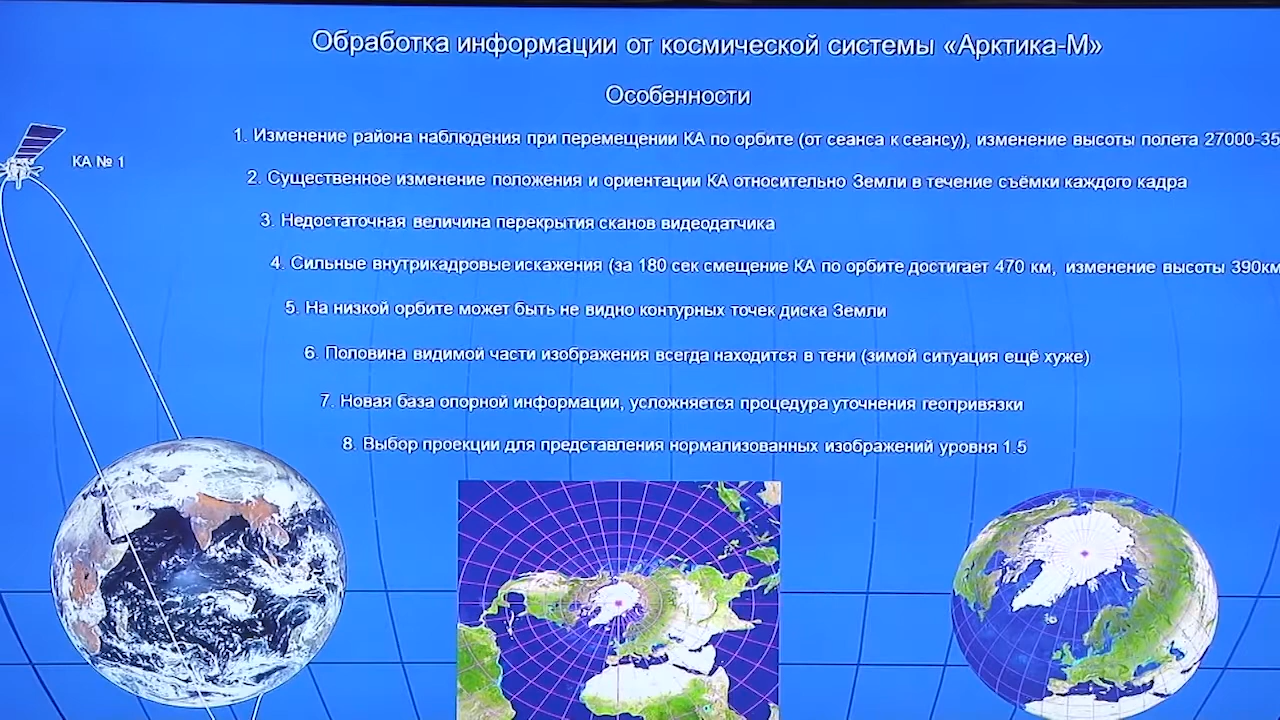 Обработка информации от космической системы «Арктика-М»
Особенности
1. Изменение района наблюдения при перемещении КА по орбите (от сеанса к сеансу), изменение высоты полета 27000-35
КА № 1
2. Существенное изменение положения и ориентации КА относительно Земли в течение съёмки каждого кадра
3. Недостаточная величина перекрытия сканов видеодатчика
4. Сильные внутрикадровые искажения (за 180 сек смещение КА по орбите достигает 470 км, изменение высоты 390км
5. На низкой орбите может быть не видно контурных точек диска Земли
6. Половина видимой части изображения всегда находится в тени (зимой ситуация ещё хуже)
7. Новая база опорной информации, усложняется процедура уточнения геопривязки
8. Выбор проекции для представления нормализованных изображений уровня 1.5